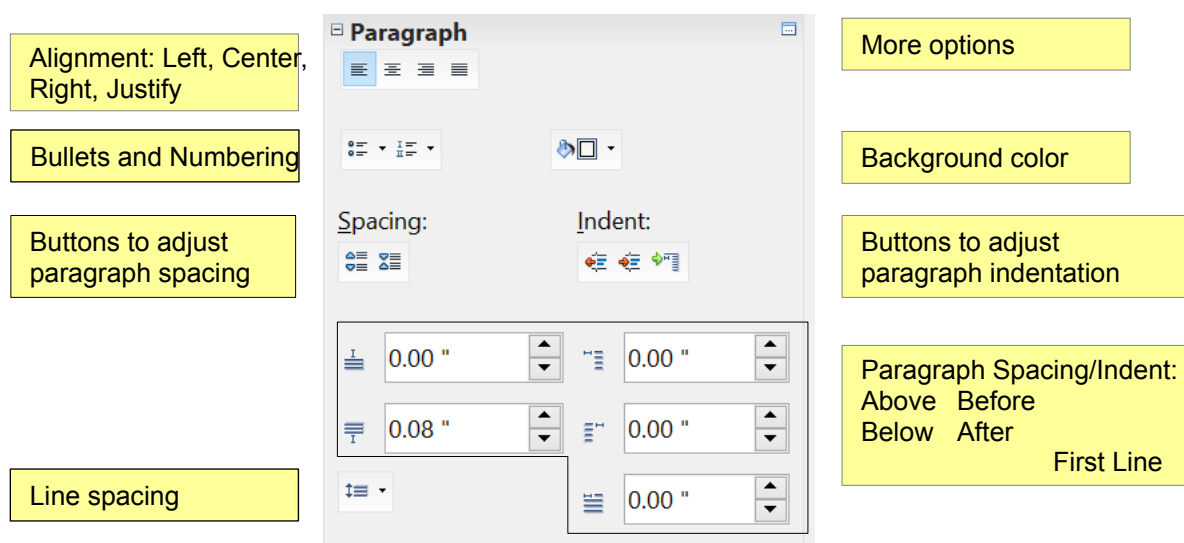 Paragraph
Alignment: Left, Center,
Right, Justify
More options
Bullets and Numbering
Background color
Spacing:
Indent:
Buttons to adjust
paragraph spacing
Buttons to adjust
paragraph indentation
0.00 "
0.00 "
0.08 "
0.00 "
Paragraph Spacing/Indent:
Above Before
Below After
First Line
Line spacing
0.00 "